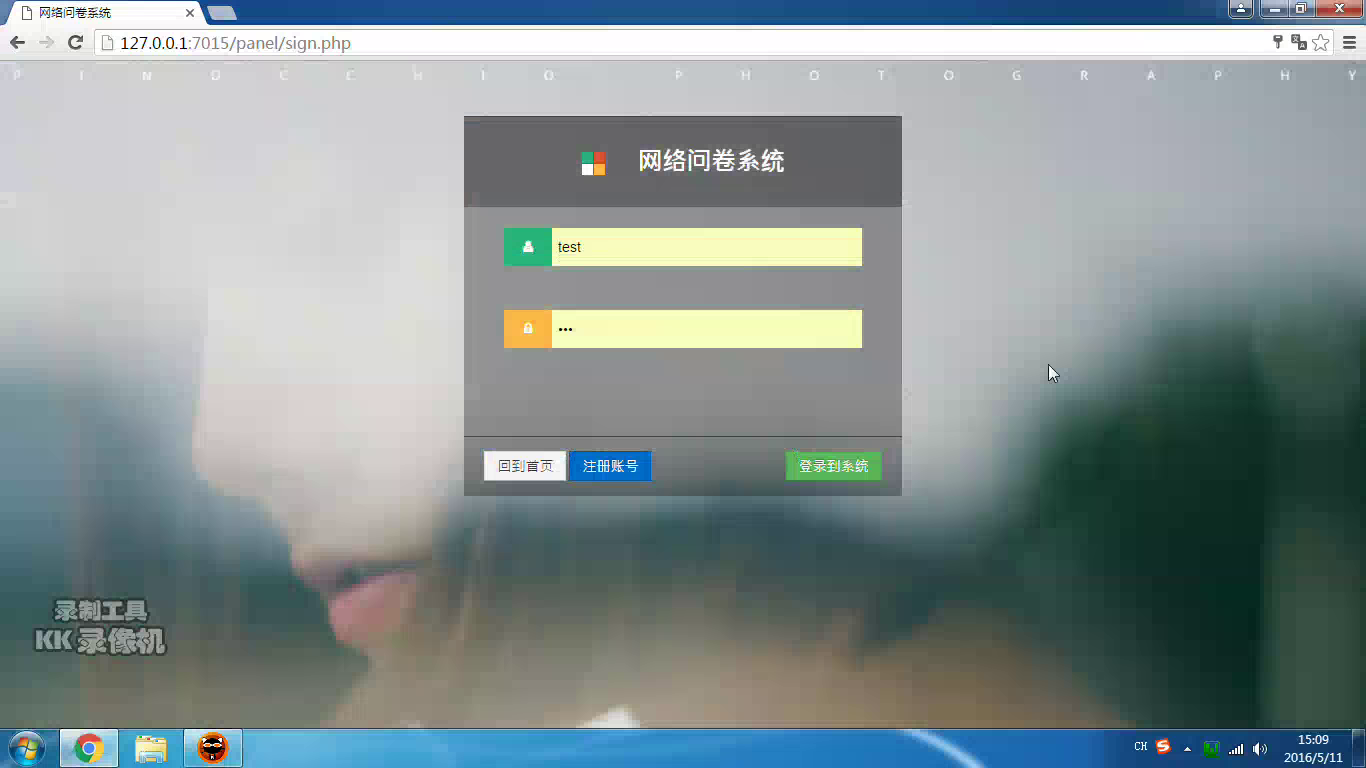 网络问卷系统
127.0.0.1:7015/panel/sign.php
P I N O C C H I O P H O T O G R A P H Y
网络问卷系统
test
•••
回到首页 注册账号 登录到系统
录制工具
KK 录像机
CH
15:09
2016/5/11